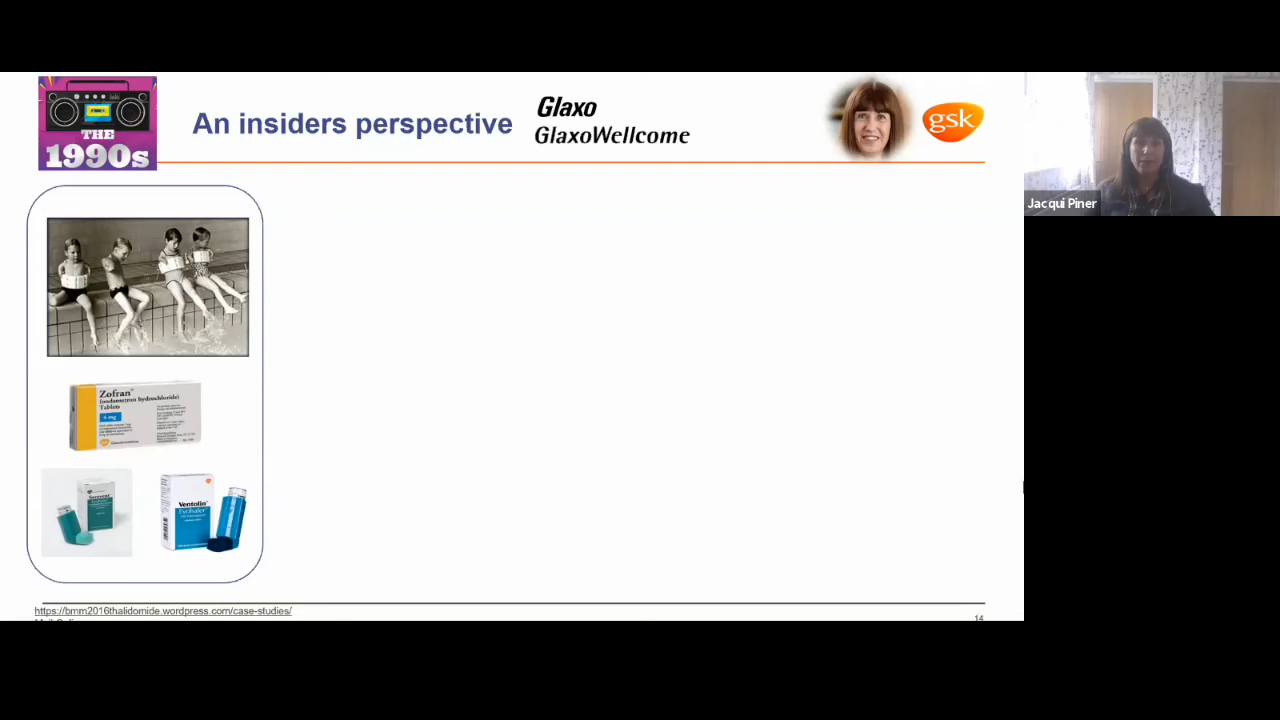 THE
1990s
An insiders perspective
Glaxo
GlaxoWellcome
gsk
Jacqui Piner
Zofran
(ondansetron hydrochloride)
Tablets
Ventolin
Evohaler
https://bmm2016thalidomide.wordpress.com/case-studies/
14